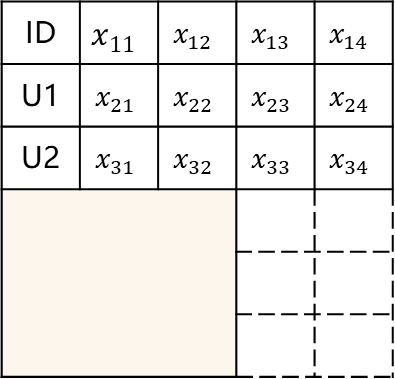 ID x₁₁ x₁₂ x₁₃ x₁₄
U1 x₂₁ x₂₂ x₂₃ x₂₄
U2 x₃₁ x₃₂ x₃₃ x₃₄